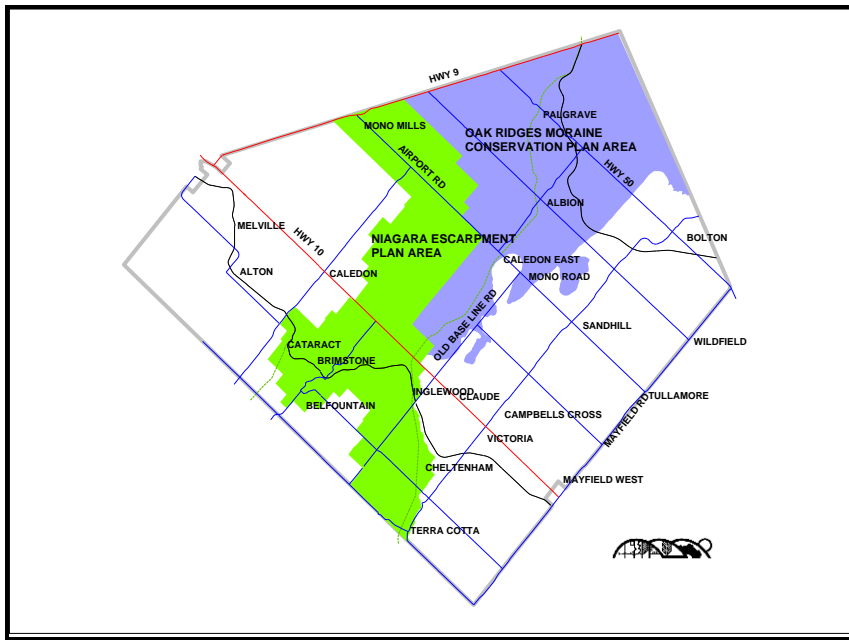 HWY 9
PALGRAVE
MONO MILLS
OAK RIDGES MORAINE
CONSERVATION PLAN AREA
AIRPORT RD
HWY 50
ALBION
MELVILLE
HWY 10
NIAGARA ESCARPMENT
PLAN AREA
BOLTON
CALEDON EAST
ALTON
CALEDON
MONO ROAD
OLD BASE LINE RD
SANDHILL
CATARACT
WILDFIELD
BRIMSTONE
INGLEWOOD
CLAUDE
TULLAMORE
BELFOUNTAIN
CAMPBELLS CROSS
MAYFIELD RD
VICTORIA
CHELTENHAM
MAYFIELD WEST
TERRA COTTA